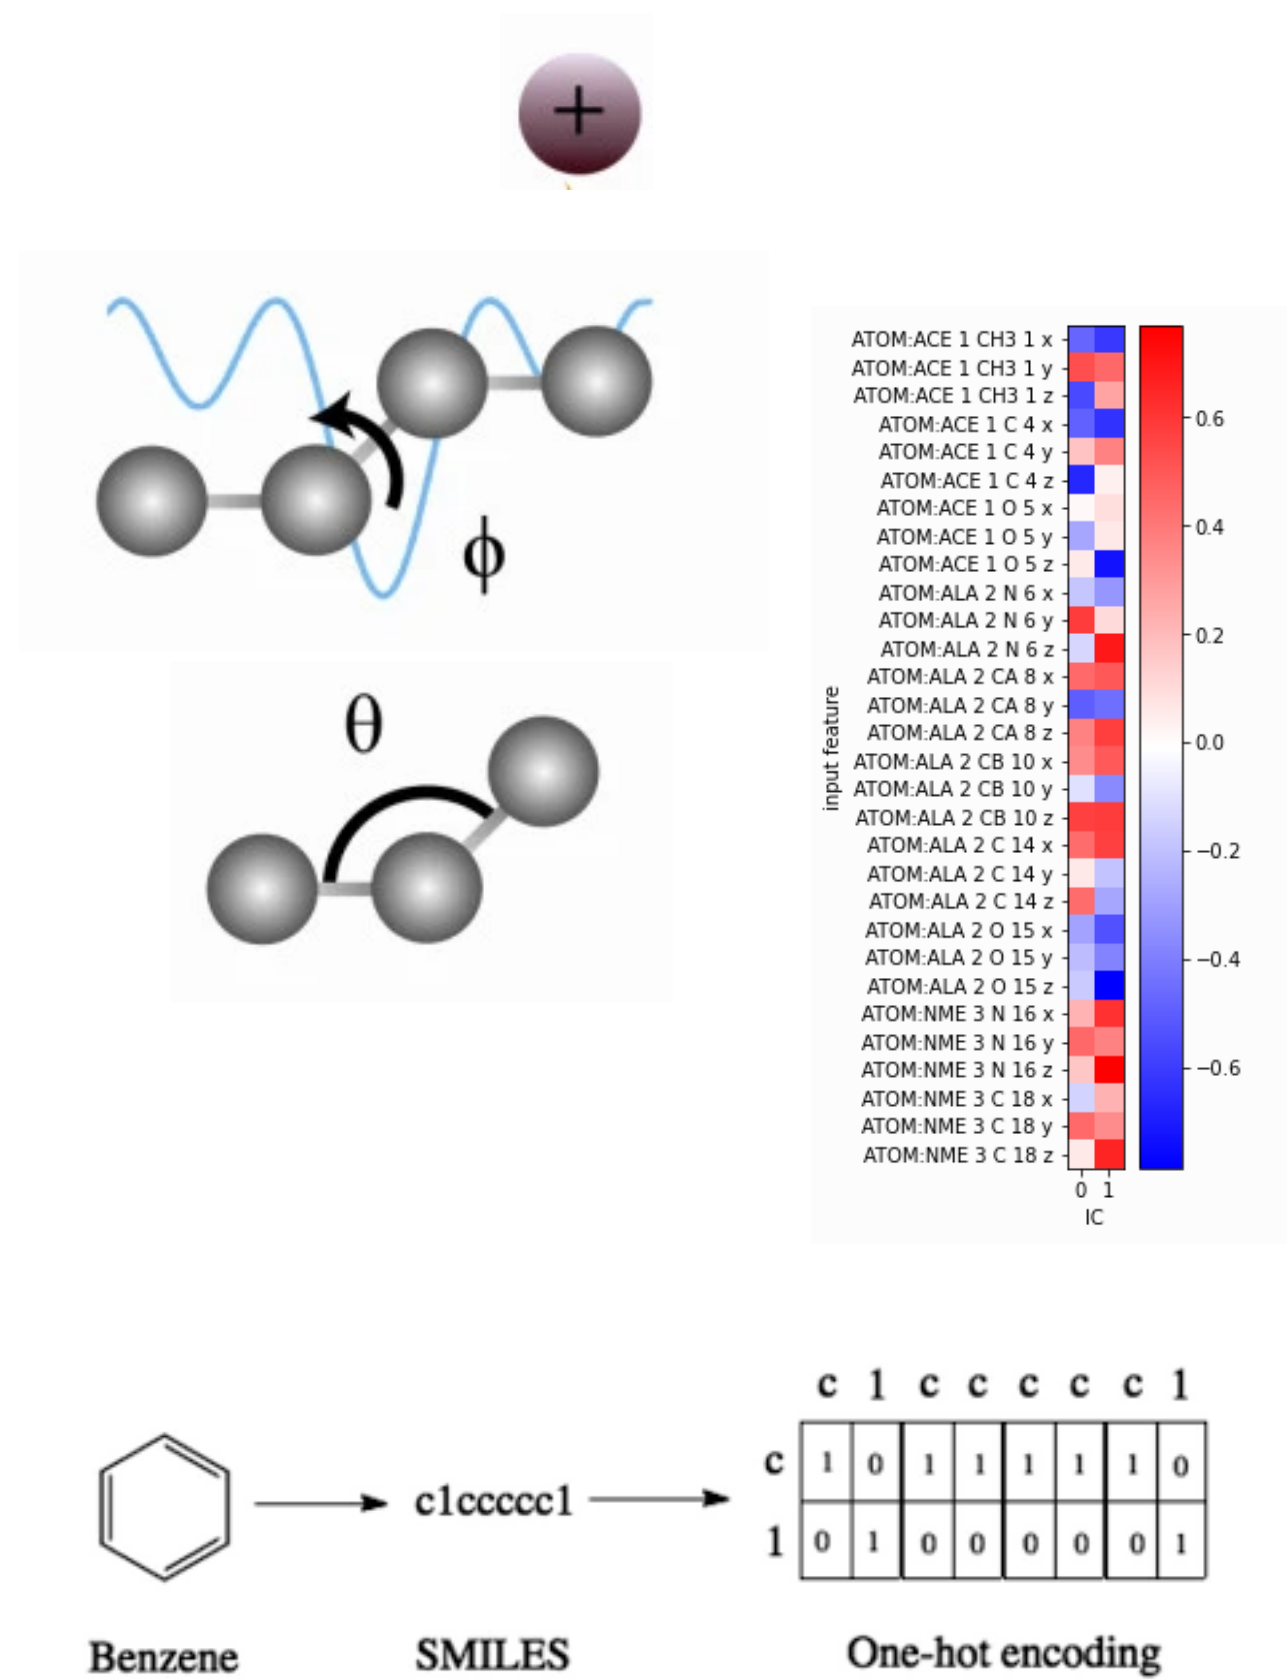 +
ϕ
θ
ATOM:ACE 1 CH3 1 x
ATOM:ACE 1 CH3 1 y
ATOM:ACE 1 CH3 1 z
ATOM:ACE 1 C 4 x
ATOM:ACE 1 C 4 y
ATOM:ACE 1 C 4 z
ATOM:ACE 1 O 5 x
ATOM:ACE 1 O 5 y
ATOM:ACE 1 O 5 z
ATOM:ALA 2 N 6 x
ATOM:ALA 2 N 6 y
ATOM:ALA 2 N 6 z
ATOM:ALA 2 CA 8 x
ATOM:ALA 2 CA 8 y
ATOM:ALA 2 CA 8 z
ATOM:ALA 2 CB 10 x
ATOM:ALA 2 CB 10 y
ATOM:ALA 2 CB 10 z
ATOM:ALA 2 C 14 x
ATOM:ALA 2 C 14 y
ATOM:ALA 2 C 14 z
ATOM:ALA 2 O 15 x
ATOM:ALA 2 O 15 y
ATOM:ALA 2 O 15 z
ATOM:NME 3 N 16 x
ATOM:NME 3 N 16 y
ATOM:NME 3 N 16 z
ATOM:NME 3 C 18 x
ATOM:NME 3 C 18 y
ATOM:NME 3 C 18 z
input feature
0 1
IC
0.6
0.4
0.2
0.0
−0.2
−0.4
−0.6
c 1 c c c c c 1
c 1 0 1 1 1 1 1 0
1 0 1 0 0 0 0 0 1
c1ccccc1
Benzene
SMILES
One-hot encoding